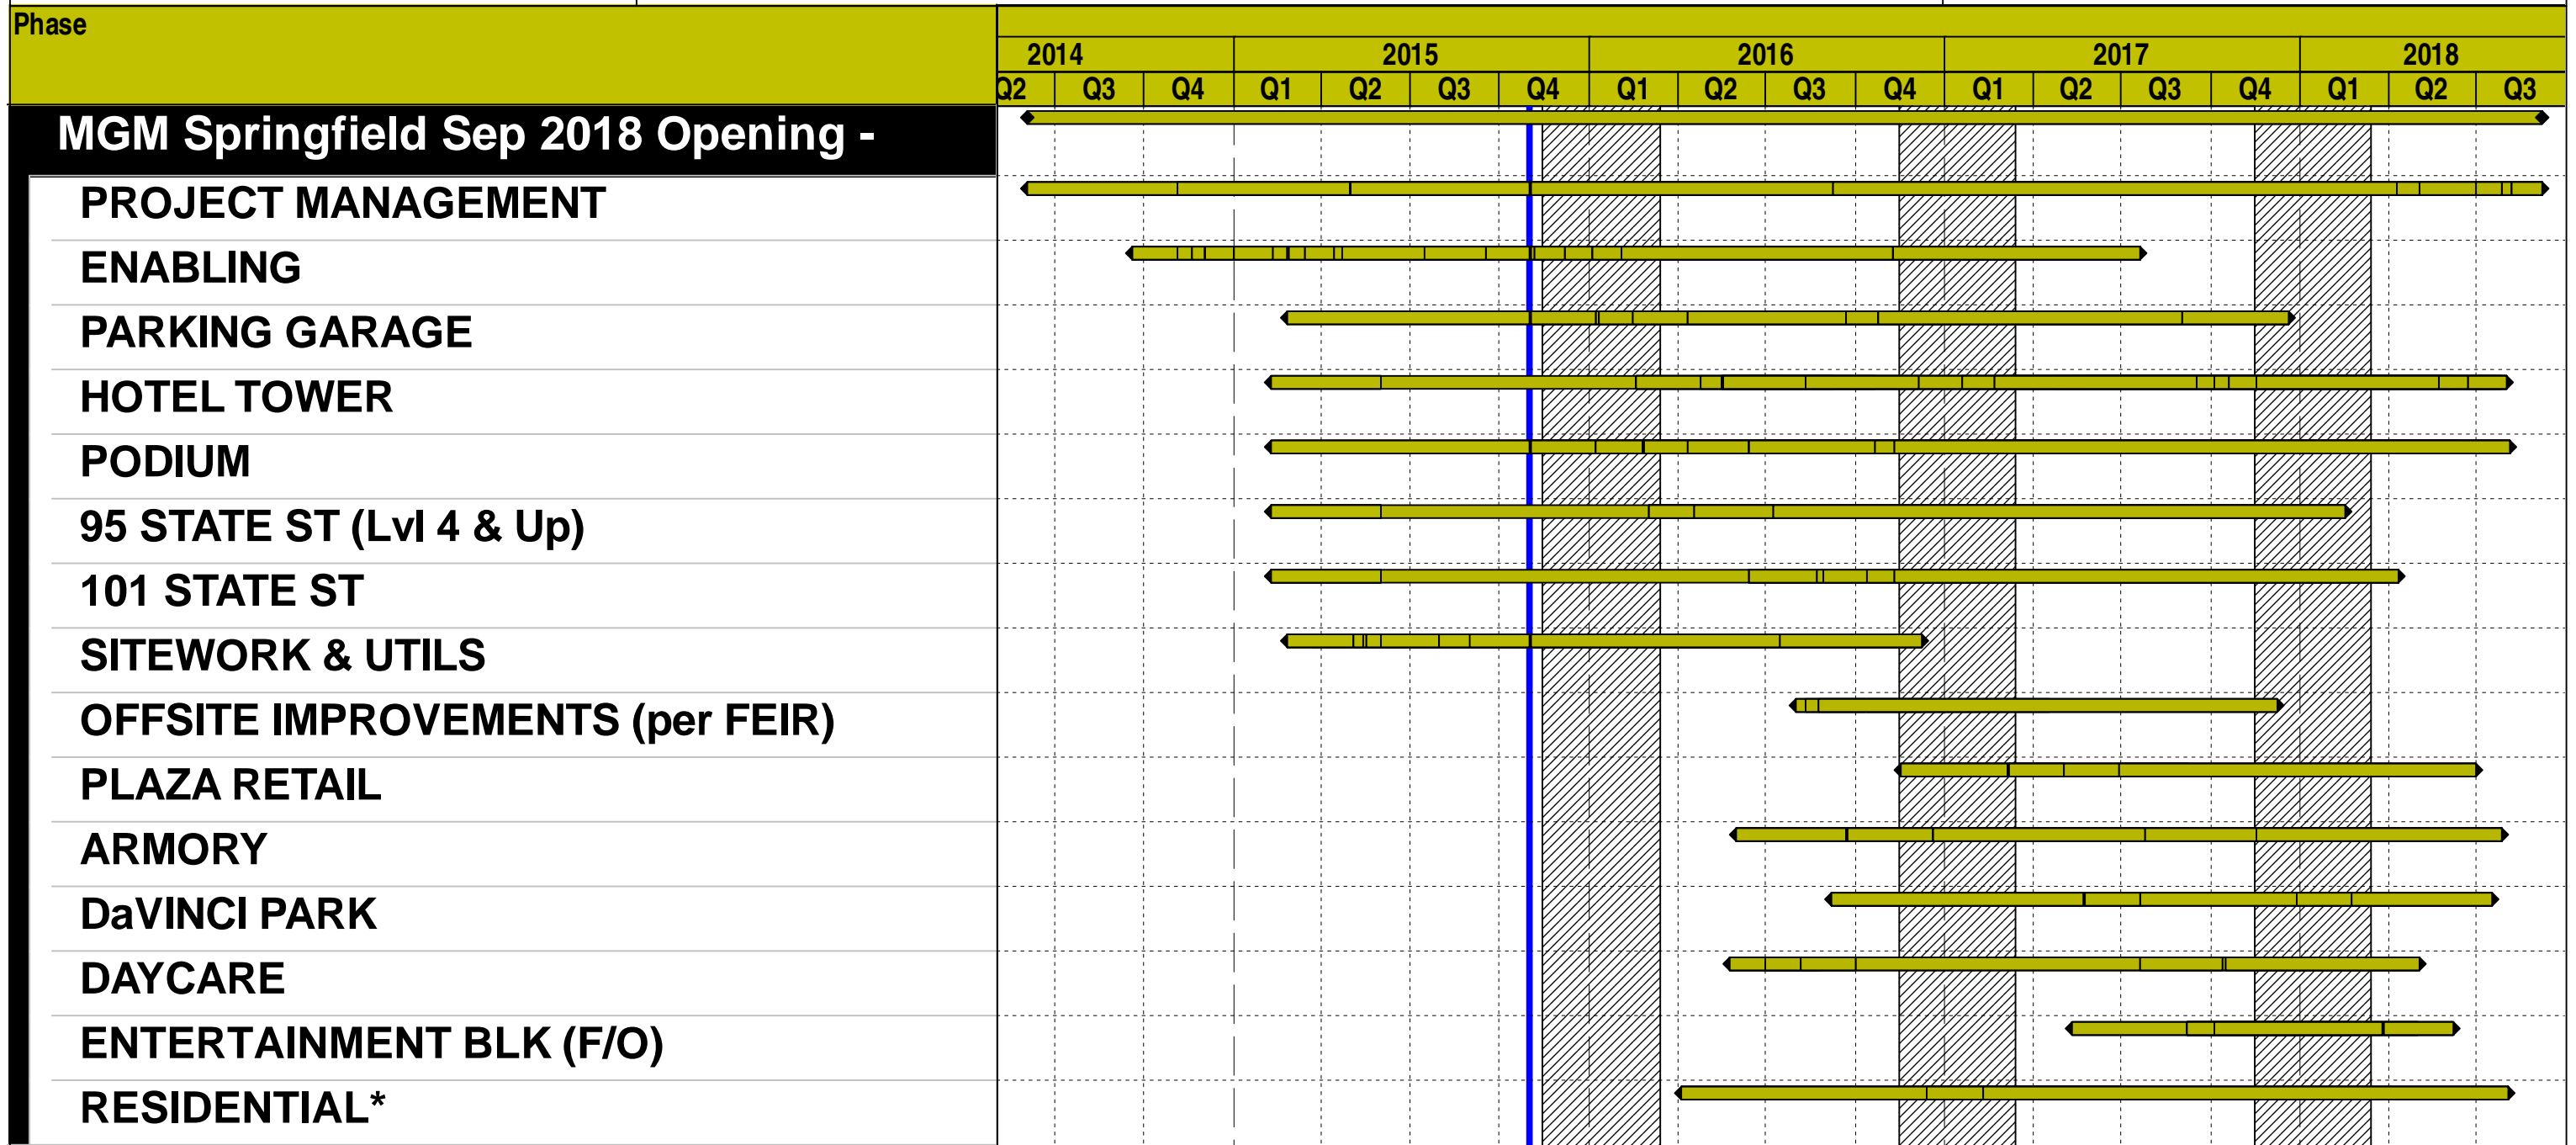 Phase
2014 2015 2016 2017 2018
Q2 Q3 Q4 Q1 Q2 Q3 Q4 Q1 Q2 Q3 Q4 Q1 Q2 Q3 Q4 Q1 Q2 Q3
MGM Springfield Sep 2018 Opening -
PROJECT MANAGEMENT
ENABLING
PARKING GARAGE
HOTEL TOWER
PODIUM
95 STATE ST (Lvl 4 & Up)
101 STATE ST
SITEWORK & UTILS
OFFSITE IMPROVEMENTS (per FEIR)
PLAZA RETAIL
ARMORY
DaVINCI PARK
DAYCARE
ENTERTAINMENT BLK (F/O)
RESIDENTIAL*